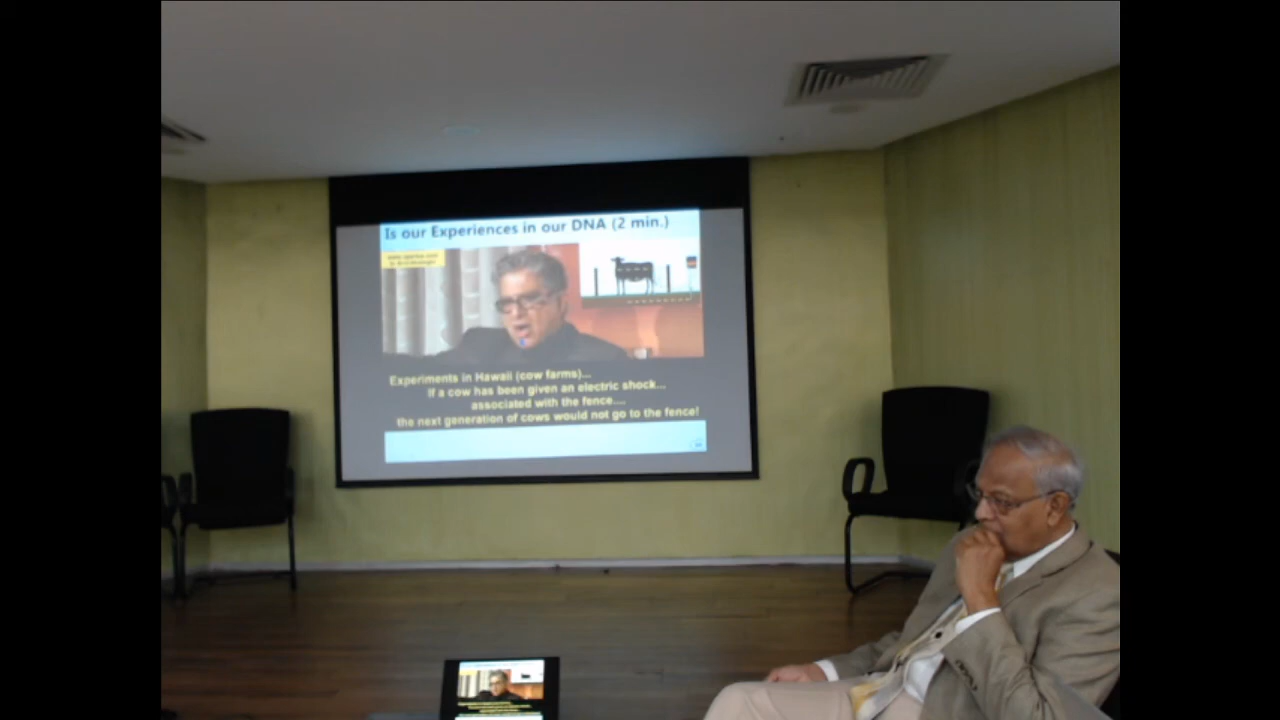 Is our Experiences in our DNA (2 min.)
Experiments in Hawaii (cow farms)...
If a cow has been given an electric shock...
associated with the fence....
the next generation of cows would not go to the fence!